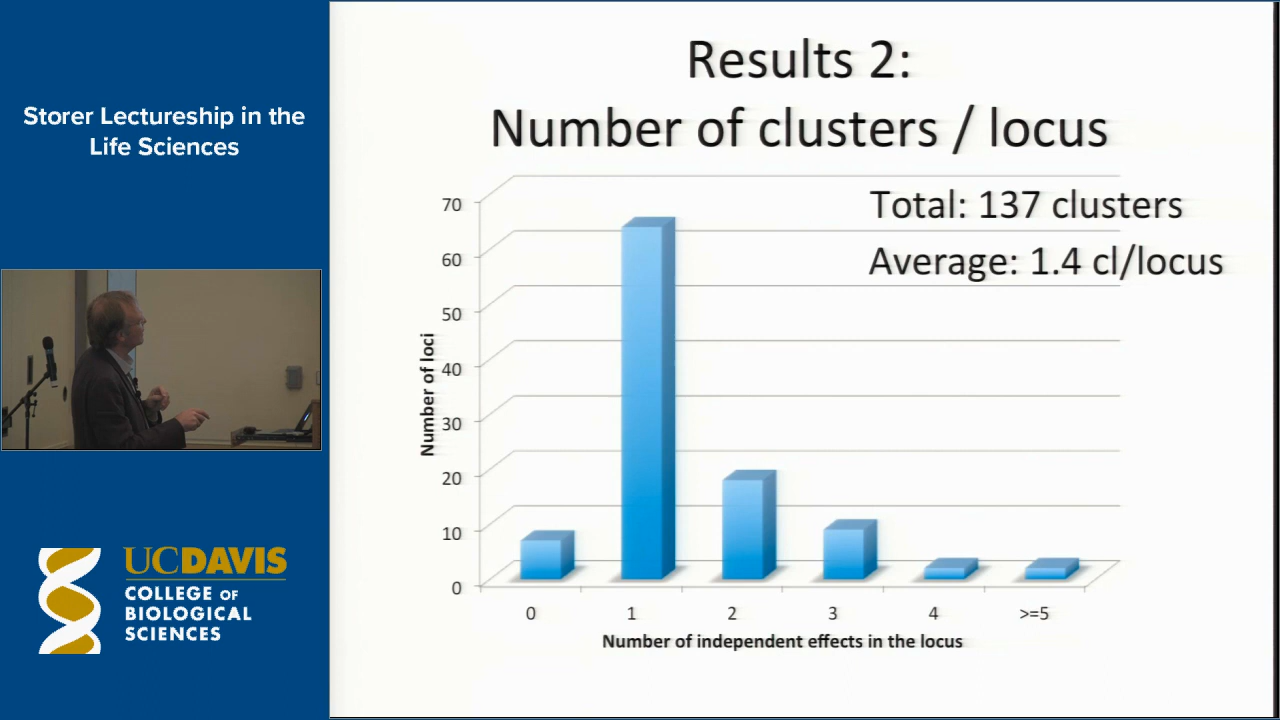 Storer Lectureship in the
Life Sciences
UCDAVIS
COLLEGE OF
BIOLOGICAL
SCIENCES
Results 2:
Number of clusters / locus
Total: 137 clusters
Average: 1.4 cl/locus
Number of loci
70
60
50
40
30
20
10
0
0 1 2 3 4 >=5
Number of independent effects in the locus